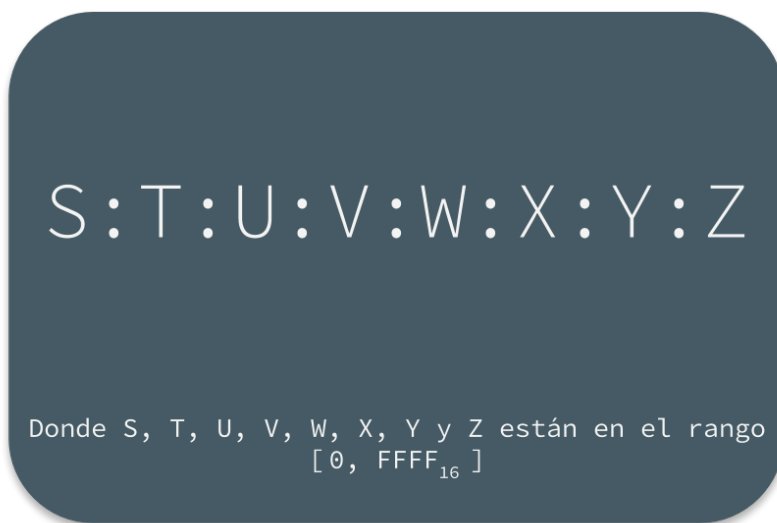 S:T:U:V:W:X:Y:Z
Donde S, T, U, V, W, X, Y y Z están en el rango
[0, FFFF₁₆ ]